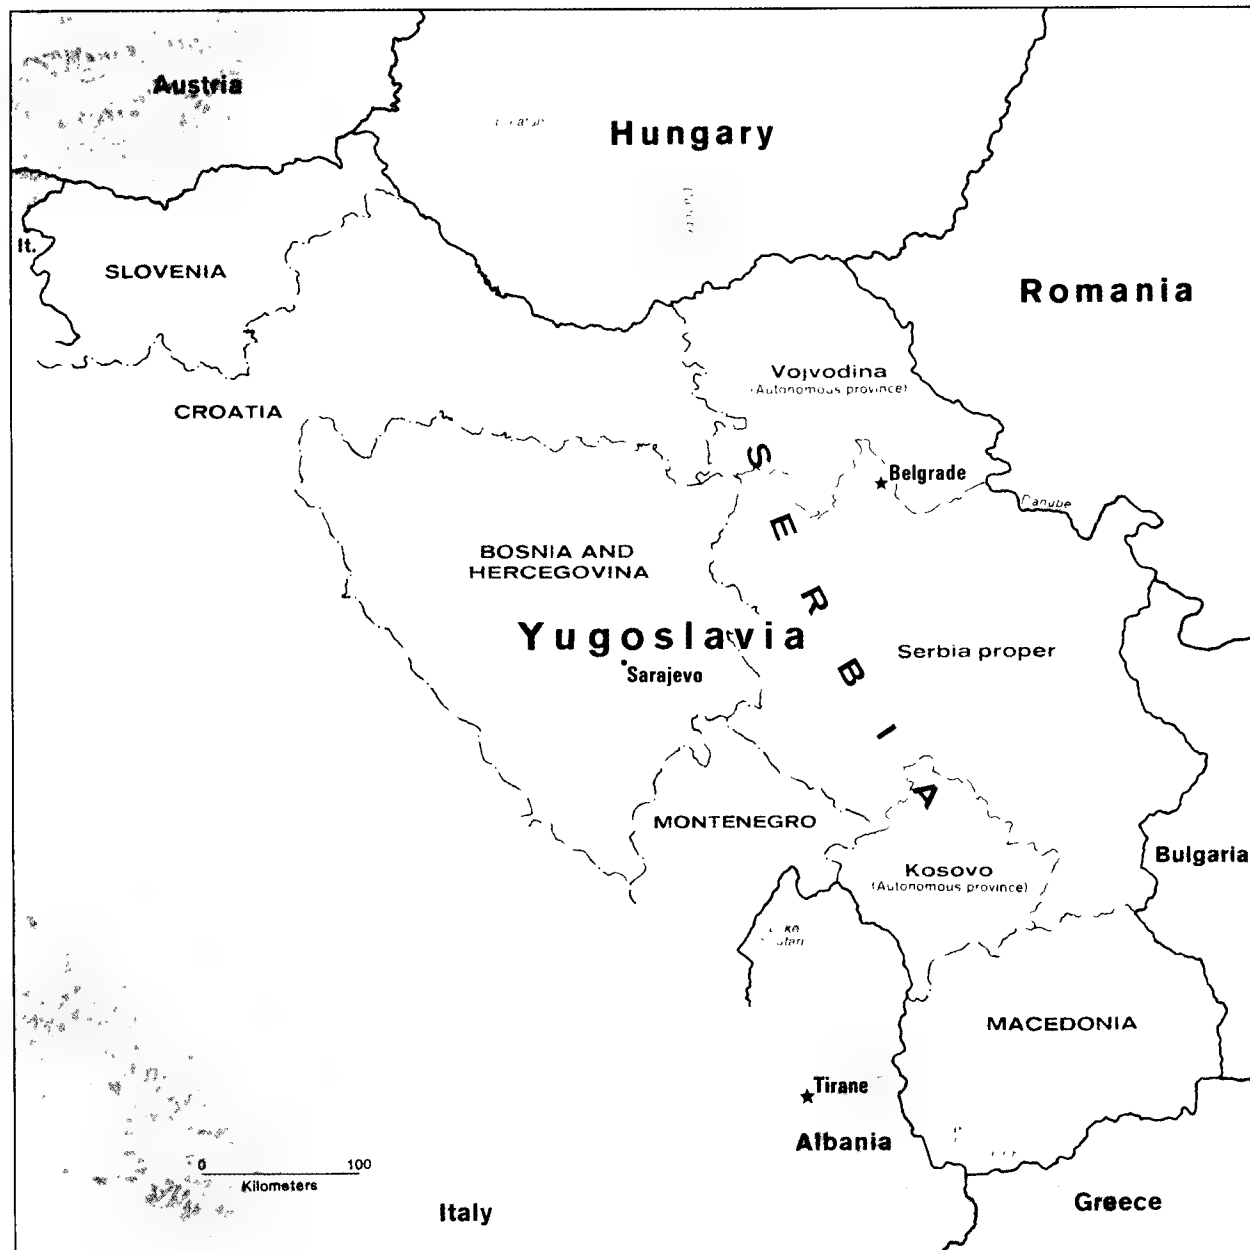 Austria
Hungary
It.
SLOVENIA
Romania
Vojvodina
(Autonomous province)
CROATIA
SERBIA
Belgrade
Danube
BOSNIA AND
HERCEGOVINA
Yugoslavia
Serbia proper
Sarajevo
MONTENEGRO
Bulgaria
Kosovo
(Autonomous province)
MACEDONIA
Tirane
Albania
0 100
Kilometers
Italy
Greece